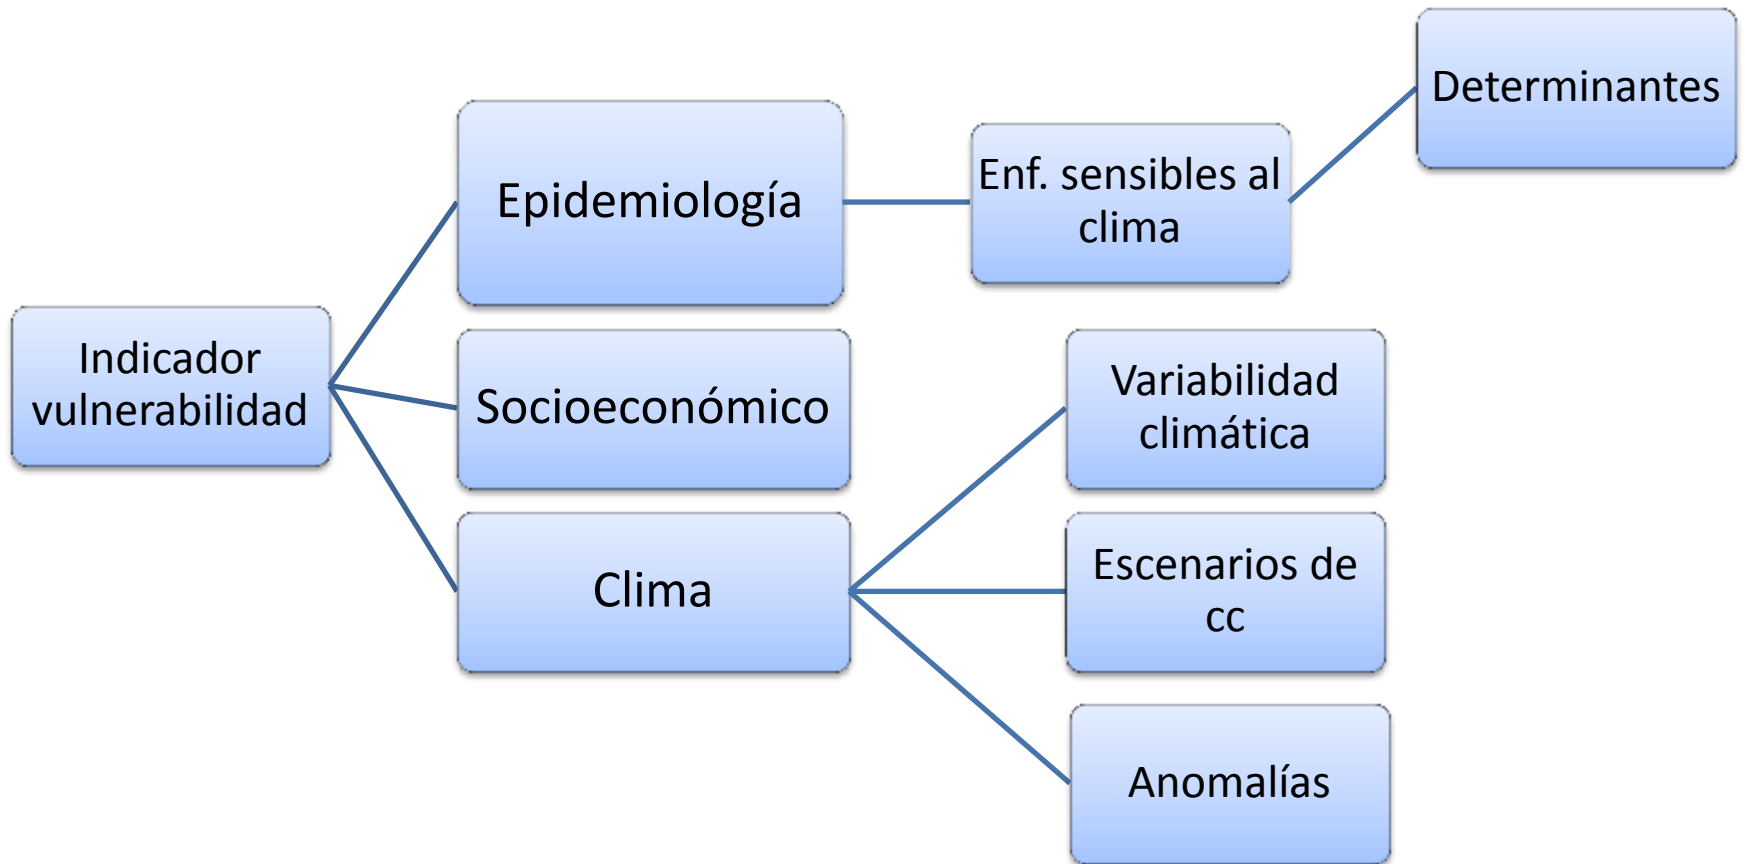 Determinantes
Epidemiología
Enf. sensibles al
clima
Indicador
vulnerabilidad
Socioeconómico
Variabilidad
climática
Clima
Escenarios de
cc
Anomalías